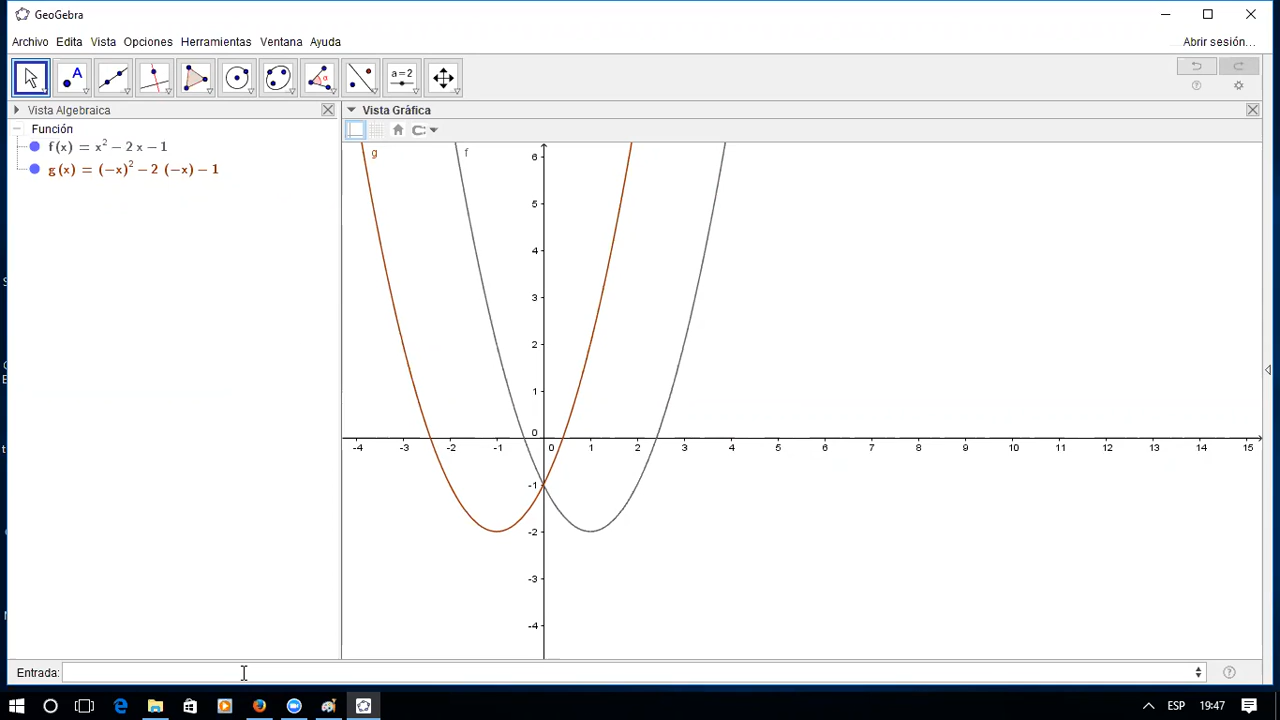 GeoGebra
Archivo Edita Vista Opciones Herramientas Ventana Ayuda Abrir sesión...
A α a=2
Vista Algebraica
Vista Gráfica
Función
f(x) = x² − 2 x − 1
g(x) = (−x)² − 2 (−x) − 1
g f 6
5
4
3
2
1
0
-4 -3 -2 -1 0 1 2 3 4 5 6 7 8 9 10 11 12 13 14 15
-1
-2
-3
-4
Entrada:
ESP 19:47